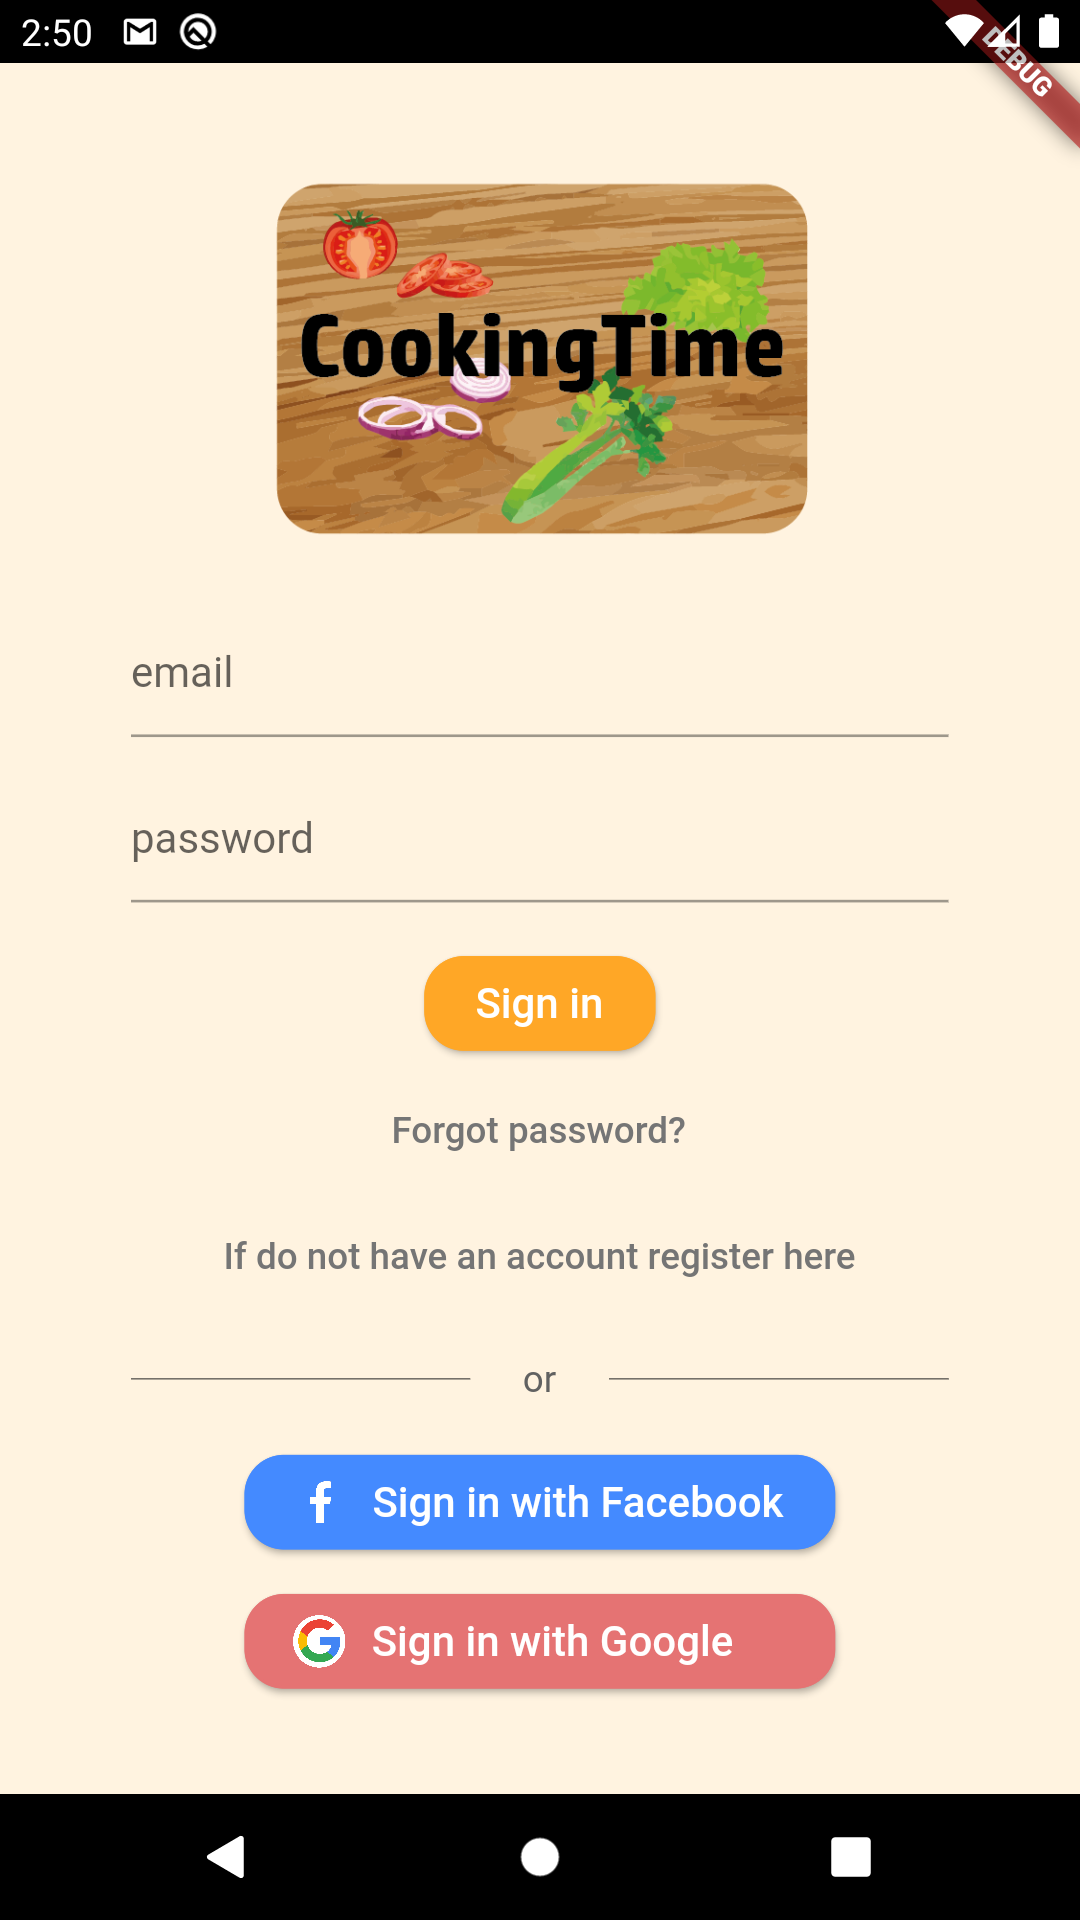 2:50
DEBUG
CookingTime
email
password
Sign in
Forgot password?
If do not have an account register here
or
Sign in with Facebook
Sign in with Google